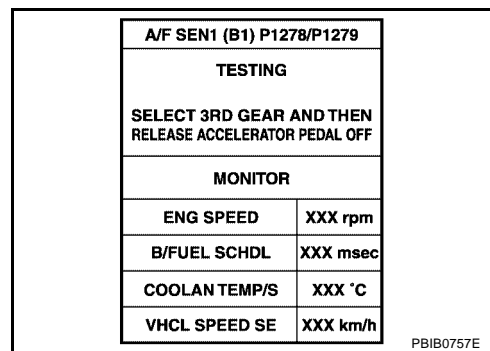 A/F SEN1 (B1) P1278/P1279
TESTING
SELECT 3RD GEAR AND THEN
RELEASE ACCELERATOR PEDAL OFF
MONITOR
ENG SPEED XXX rpm
B/FUEL SCHDL XXX msec
COOLAN TEMP/S XXX °C
VHCL SPEED SE XXX km/h
PBIB0757E